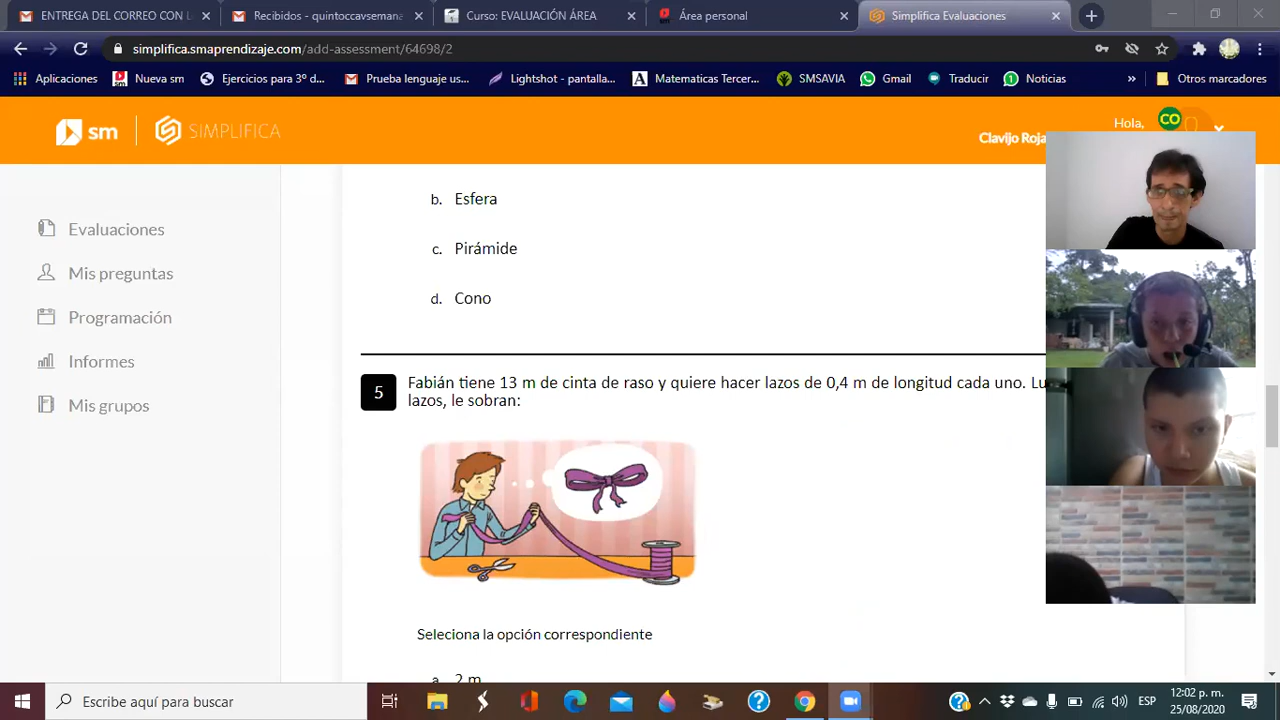 ENTREGA DEL CORREO CON L
Recibidos - quintoccavsemana
Curso: EVALUACIÓN ÁREA
Área personal
Simplifica Evaluaciones
simplifica.smaprendizaje.com/add-assessment/64698/2
Aplicaciones
Nueva sm
Ejercicios para 3º d...
Prueba lenguaje us...
Lightshot - pantalla...
Matematicas Tercer...
SMSAVIA
Gmail
Traducir
Noticias
»
Otros marcadores
sm
SIMPLIFICA
Hola,
CO
Clavijo Roja
Evaluaciones
Mis preguntas
Programación
Informes
Mis grupos
b. Esfera
c. Pirámide
d. Cono
5
Fabián tiene 13 m de cinta de raso y quiere hacer lazos de 0,4 m de longitud cada uno. Lu
lazos, le sobran:
Seleciona la opción correspondiente
a. 2 m
Escribe aquí para buscar
ESP
12:02 p. m.
25/08/2020